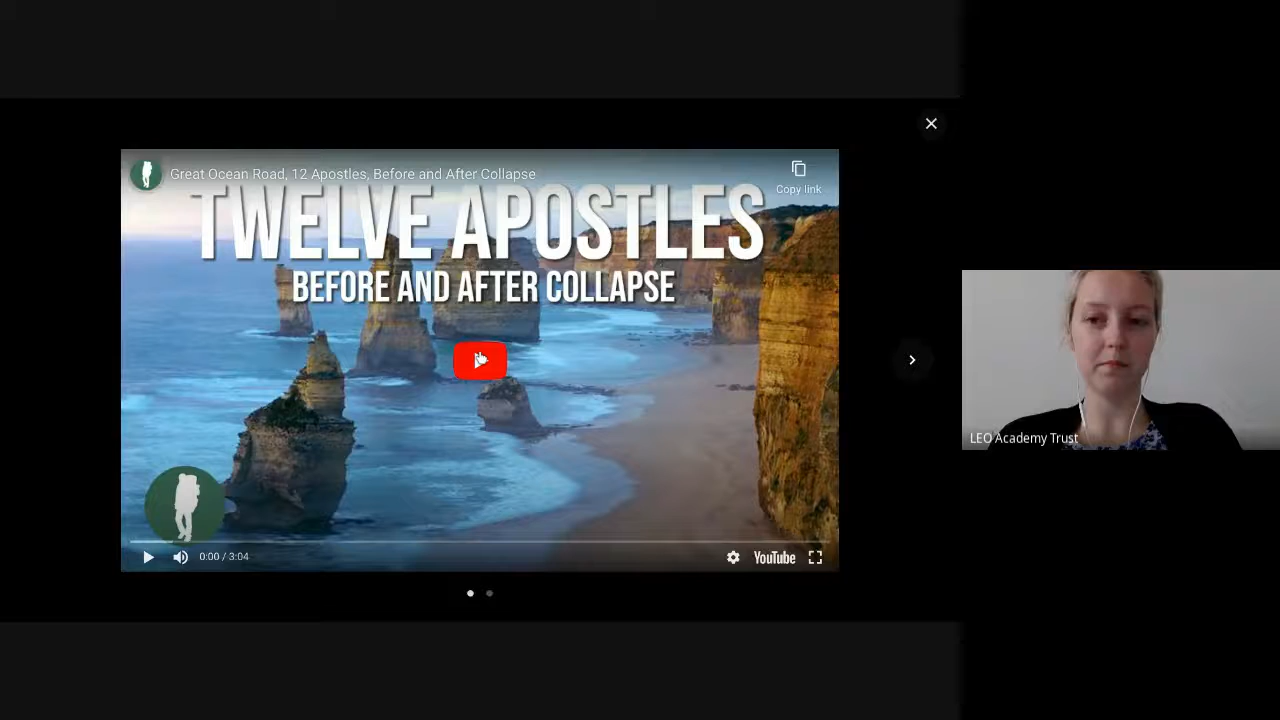 Great Ocean Road, 12 Apostles, Before and After Collapse
Copy link
TWELVE APOSTLES
BEFORE AND AFTER COLLAPSE
LEO Academy Trust
0:00 / 3:04
YouTube